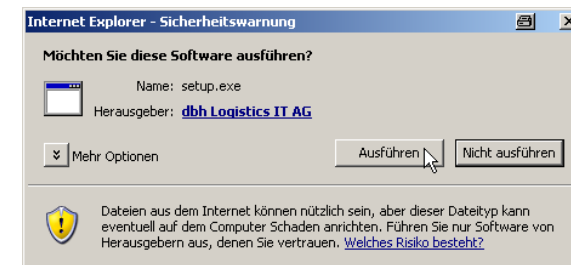 Internet Explorer - Sicherheitswarnung
Möchten Sie diese Software ausführen?
Name: setup.exe
Herausgeber: dbh Logistics IT AG
Mehr Optionen
Ausführen
Nicht ausführen
Dateien aus dem Internet können nützlich sein, aber dieser Dateityp kann
eventuell auf dem Computer Schaden anrichten. Führen Sie nur Software von
Herausgebern aus, denen Sie vertrauen. Welches Risiko besteht?